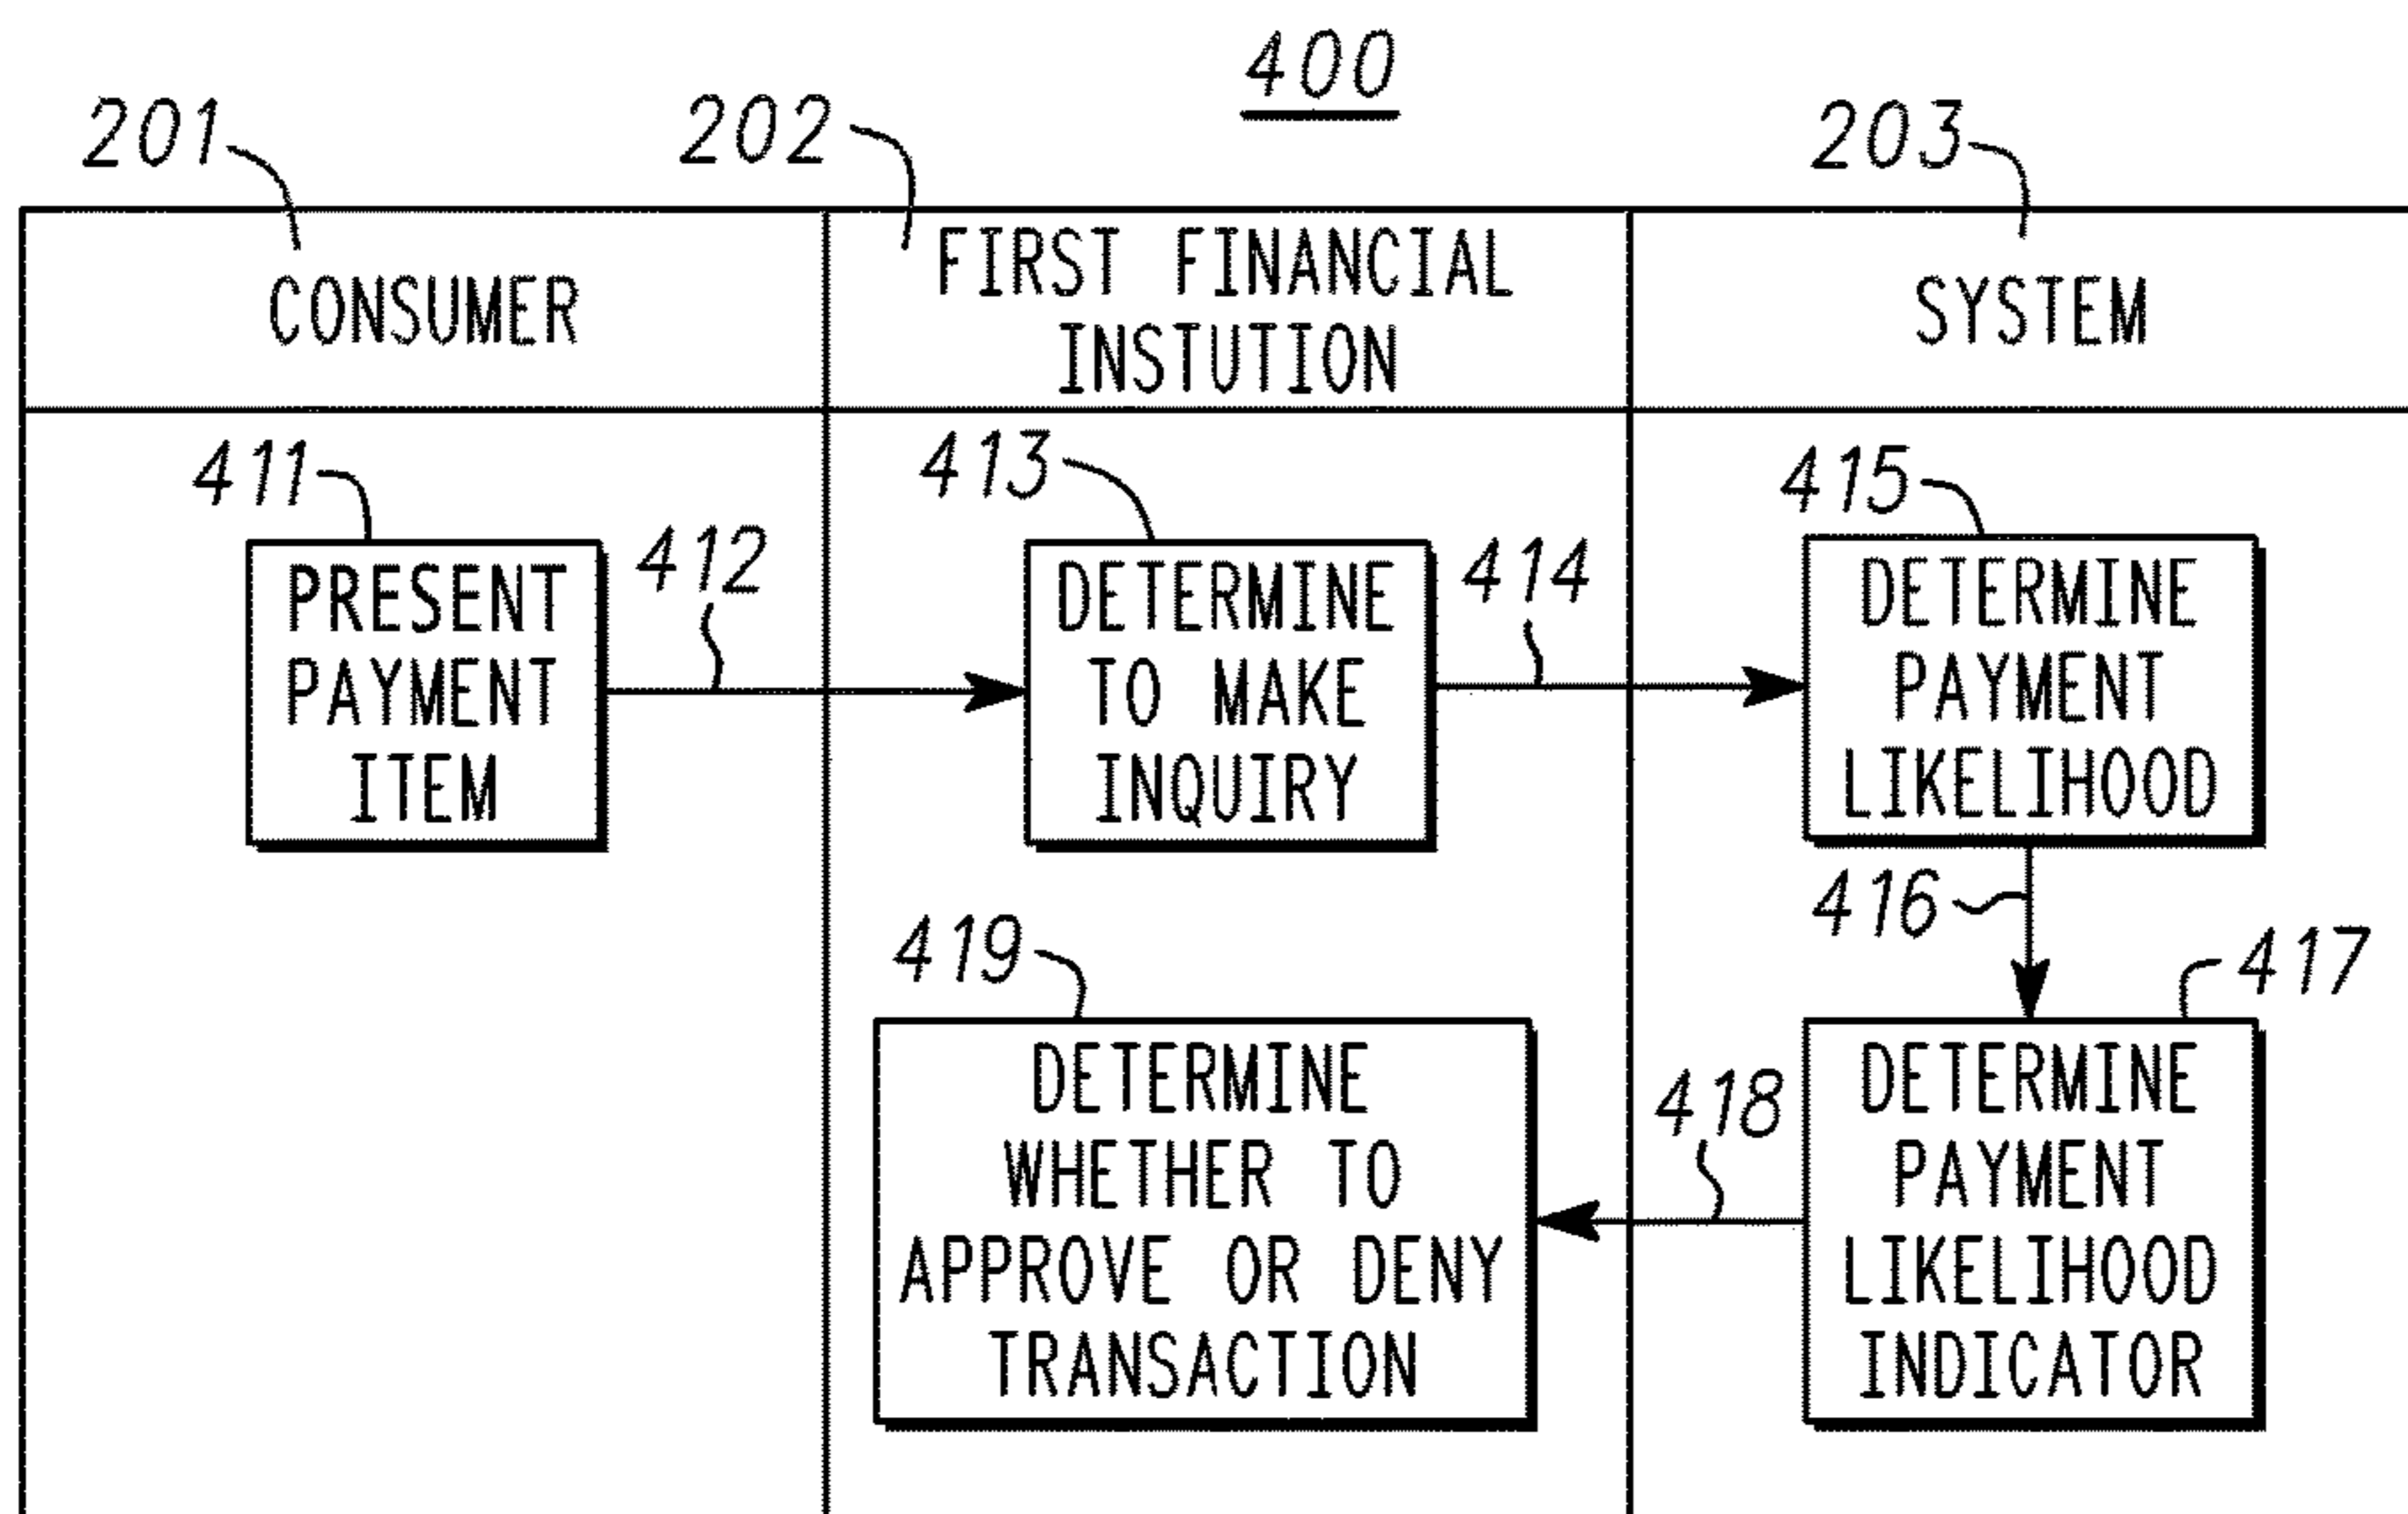 400
201
202
203
CONSUMER
FIRST FINANCIAL
INSTUTION
SYSTEM
411
PRESENT
PAYMENT
ITEM
412
413
DETERMINE
TO MAKE
INQUIRY
414
415
DETERMINE
PAYMENT
LIKELIHOOD
416
417
DETERMINE
PAYMENT
LIKELIHOOD
INDICATOR
418
419
DETERMINE
WHETHER TO
APPROVE OR DENY
TRANSACTION